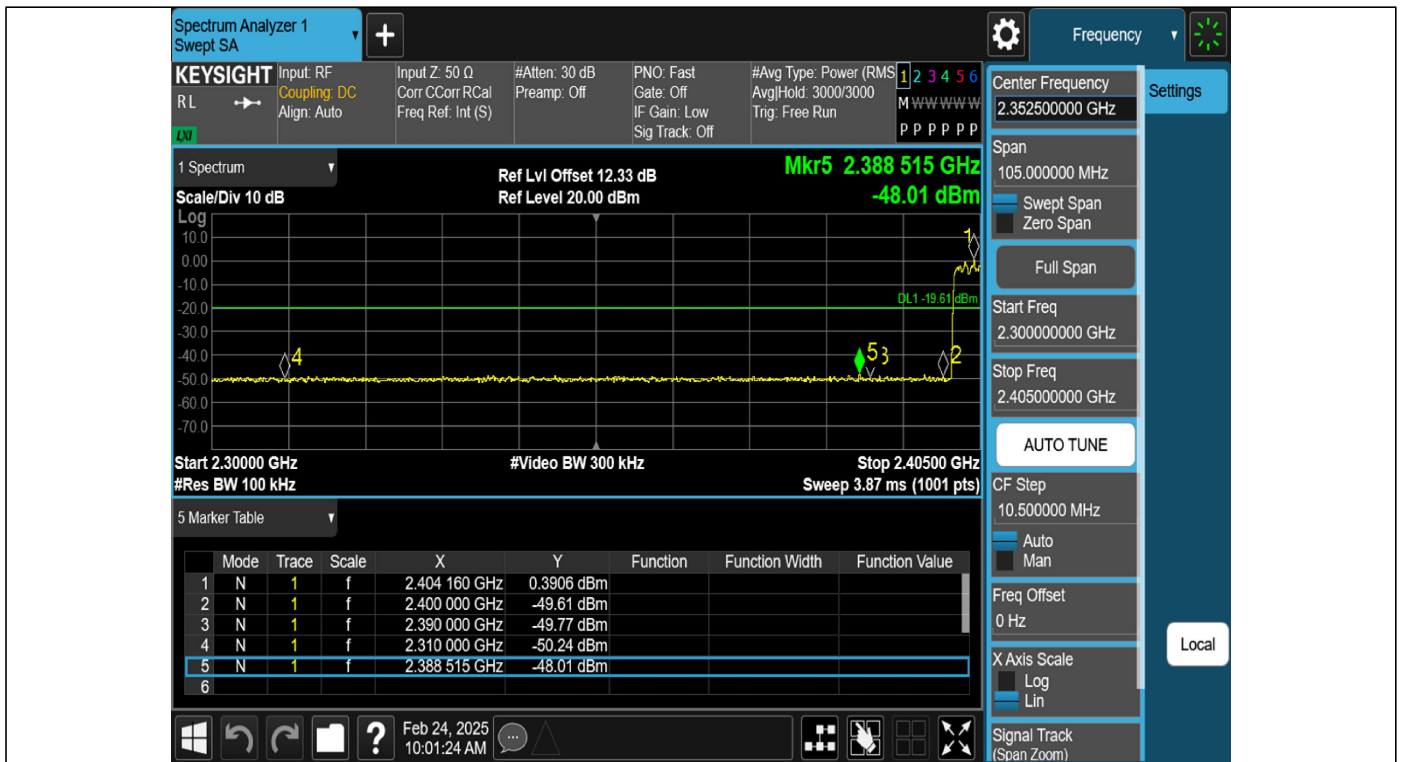 Spectrum Analyzer 1
Swept SA
+
Frequency
KEYSIGHT
RL
LXI
Input: RF
Coupling: DC
Align: Auto
Input Z: 50 Ω
Corr CCorr RCal
Freq Ref: Int (S)
#Atten: 30 dB
Preamp: Off
PNO: Fast
Gate: Off
IF Gain: Low
Sig Track: Off
#Avg Type: Power (RMS
Avg|Hold: 3000/3000
Trig: Free Run
1 2 3 4 5 6
M W W W W W
P P P P P P
1 Spectrum
Scale/Div 10 dB
Ref Lvl Offset 12.33 dB
Ref Level 20.00 dBm
Mkr5 2.388 515 GHz
-48.01 dBm
Log
10.0
0.00
-10.0
-20.0
-30.0
-40.0
-50.0
-60.0
-70.0
1
DL1 -19.61 dBm
4
5
3
2
Start 2.30000 GHz
#Video BW 300 kHz
Stop 2.40500 GHz
#Res BW 100 kHz
Sweep 3.87 ms (1001 pts)
5 Marker Table
Mode Trace Scale X Y Function Function Width Function Value
1 N 1 f 2.404 160 GHz 0.3906 dBm
2 N 1 f 2.400 000 GHz -49.61 dBm
3 N 1 f 2.390 000 GHz -49.77 dBm
4 N 1 f 2.310 000 GHz -50.24 dBm
5 N 1 f 2.388 515 GHz -48.01 dBm
6
?
Feb 24, 2025
10:01:24 AM
Center Frequency
2.352500000 GHz
Settings
Span
105.000000 MHz
Swept Span
Zero Span
Full Span
Start Freq
2.300000000 GHz
Stop Freq
2.405000000 GHz
AUTO TUNE
CF Step
10.500000 MHz
Auto
Man
Freq Offset
0 Hz
Local
X Axis Scale
Log
Lin
Signal Track
(Span Zoom)